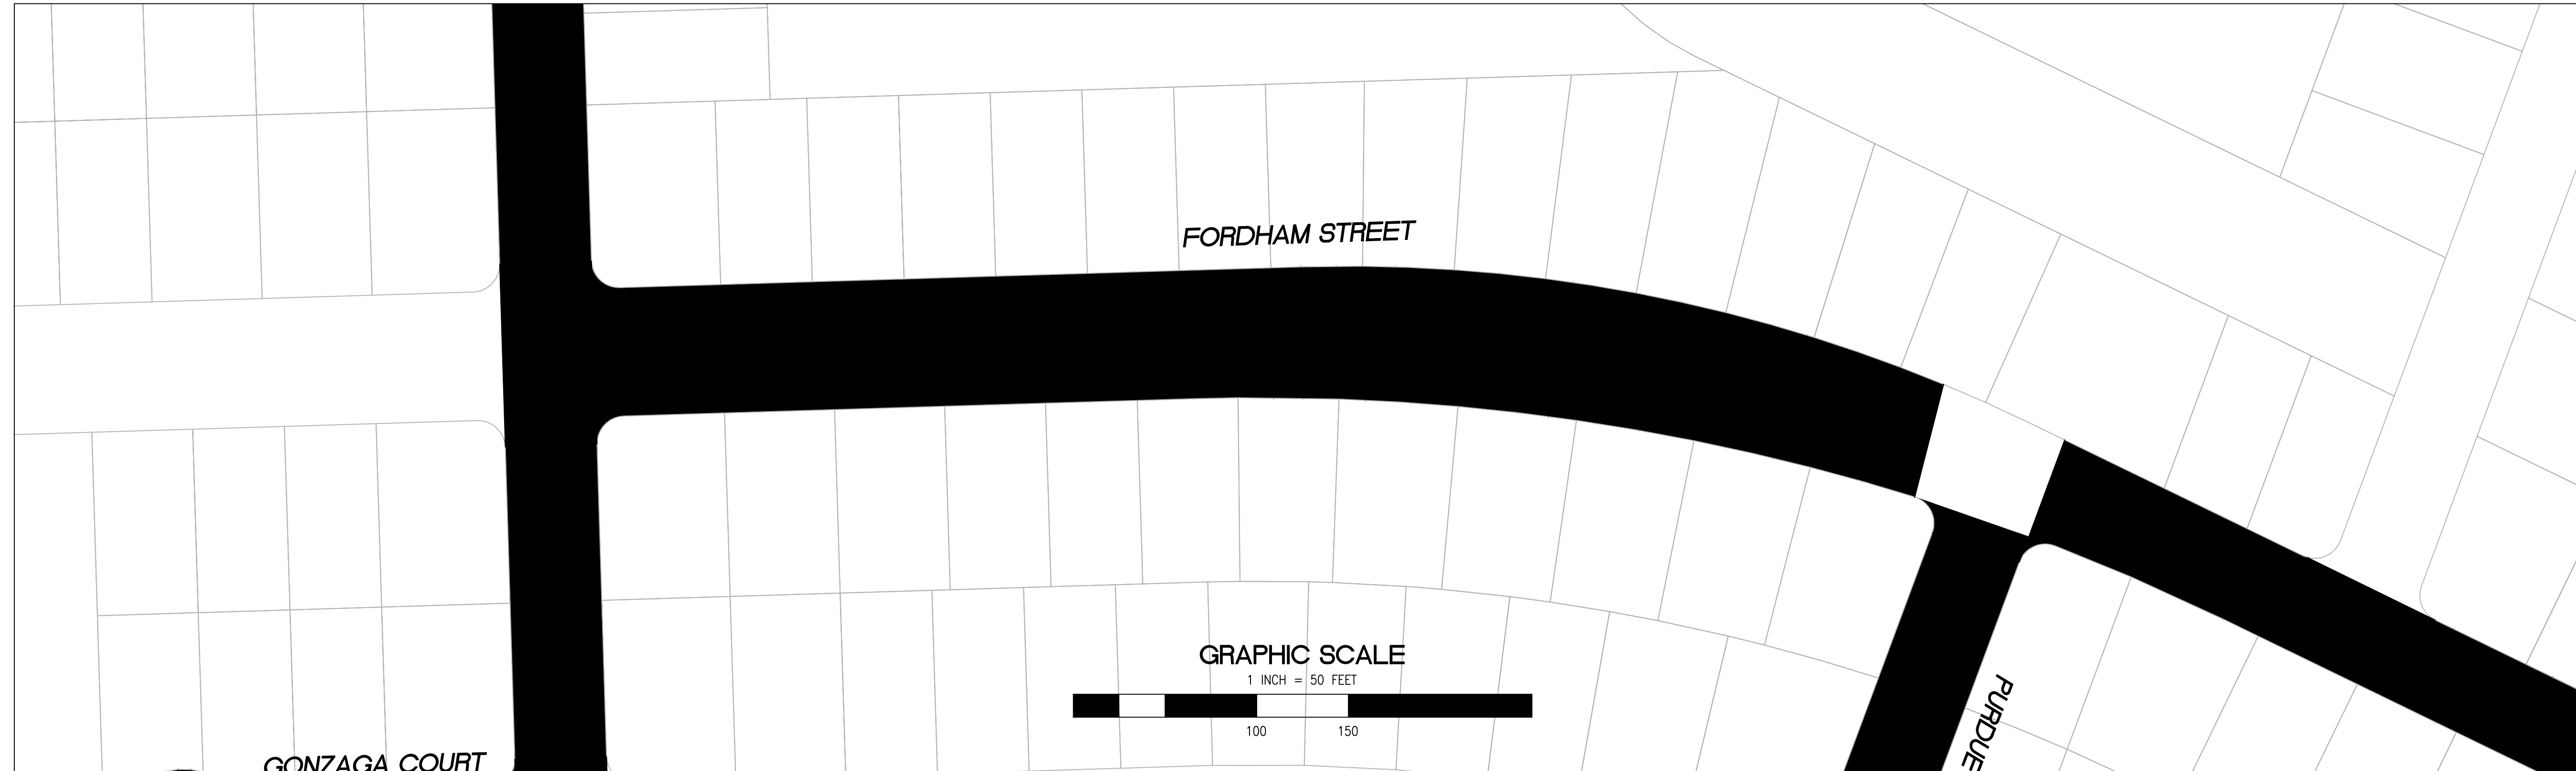 FORDHAM STREET
GRAPHIC SCALE
1 INCH = 50 FEET
100 150
PURDUE
GONZAGA COURT